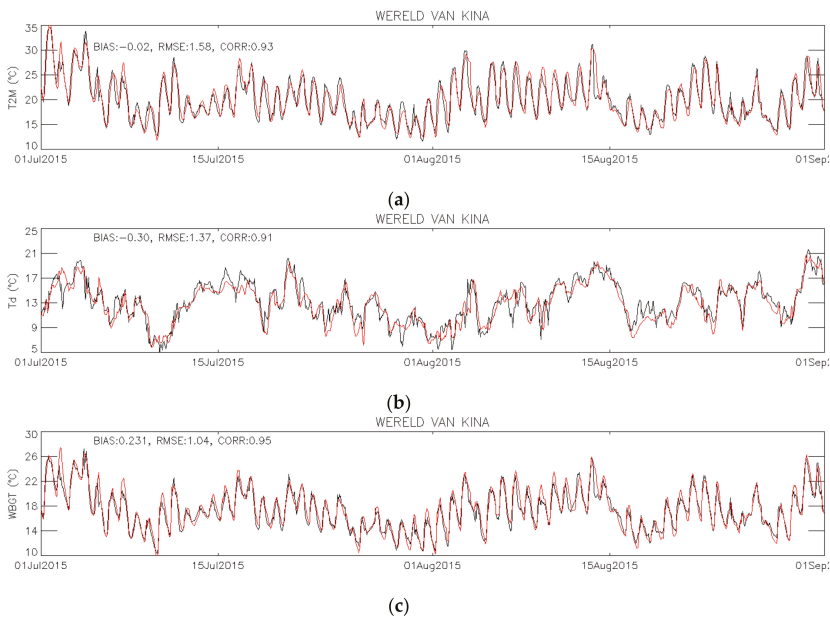 WERELD VAN KINA
BIAS:−0.02, RMSE:1.58, CORR:0.93
T2M (°C)
35
30
25
20
15
10
01Jul2015 15Jul2015 01Aug2015 15Aug2015 01Sep2
(a)
WERELD VAN KINA
BIAS:−0.30, RMSE:1.37, CORR:0.91
Td (°C)
25
21
17
13
9
5
01Jul2015 15Jul2015 01Aug2015 15Aug2015 01Sep2
(b)
WERELD VAN KINA
BIAS:0.231, RMSE:1.04, CORR:0.95
WBGT (°C)
30
26
22
18
14
10
01Jul2015 15Jul2015 01Aug2015 15Aug2015 01Sep2
(c)